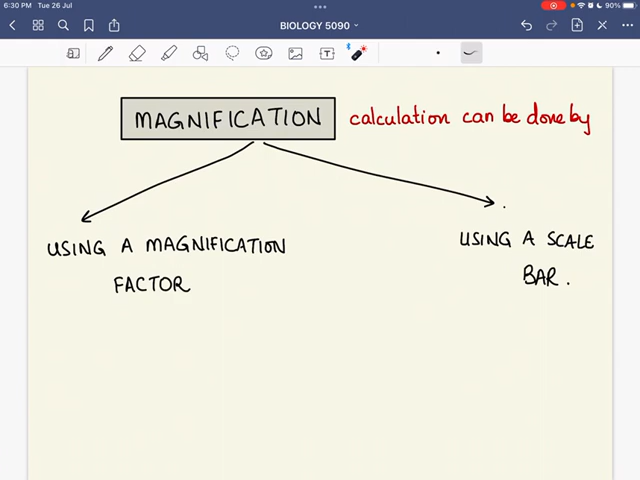 6:30 PM Tue 26 Jul
90%
BIOLOGY 5090
MAGNIFICATION calculation can be done by
USING A MAGNIFICATION
FACTOR
USING A SCALE
BAR.